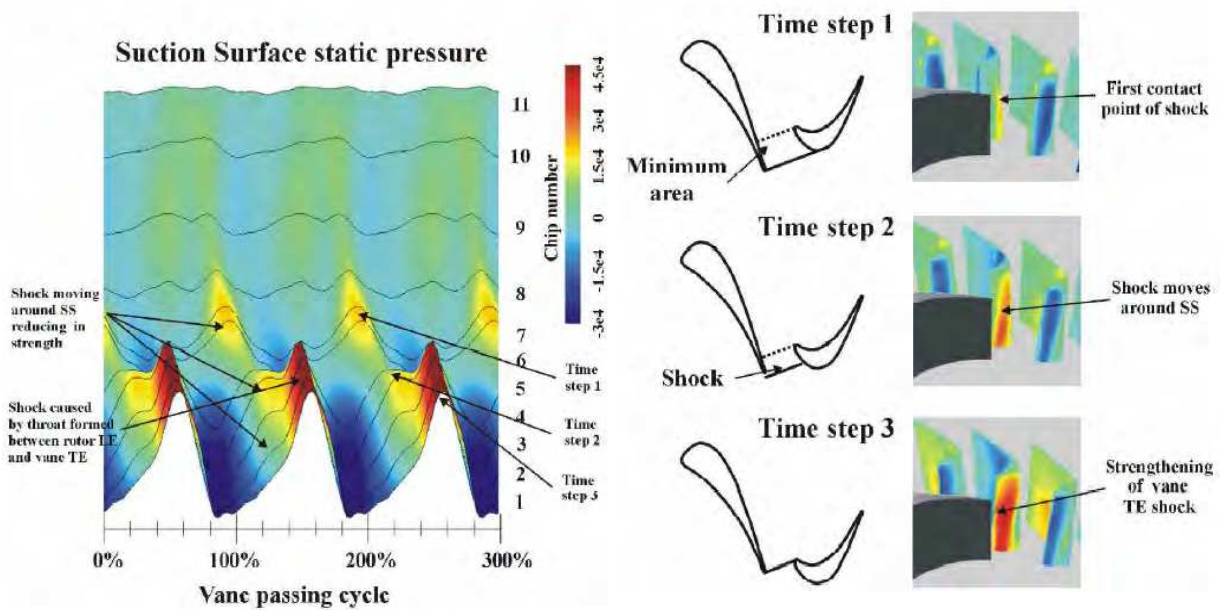 Suction Surface static pressure
11
10
9
8
7
6
5
4
3
2
1
Chip number
4.5e4
3e4
1.5e4
0
-1.5e4
-3e4
Shock moving
around SS
reducing in
strength
Shock caused
by throat formed
between rotor LE
and vane TE
Time
step 1
Time
step 2
Time
step 3
0%
100%
200%
300%
Vane passing cycle
Time step 1
Minimum
area
First contact
point of shock
Time step 2
Shock
Shock moves
around SS
Time step 3
Strengthening
of vane
TE shock